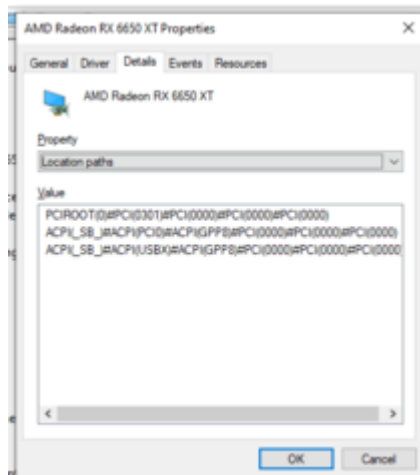 AMD Radeon RX 6650 XT Properties
General Driver Details Events Resources
AMD Radeon RX 6650 XT
Property
Location paths
Value
PCIROOT(0)#PCI(0301)#PCI(0000)#PCI(0000)#PCI(0000)
ACPI(_SB_)#ACPI(PCI0)#ACPI(GPP8)#PCI(0000)#PCI(0000)#PCI(0000)
ACPI(_SB_)#ACPI(USBX)#ACPI(GPP8)#PCI(0000)#PCI(0000)#PCI(0000
OK Cancel